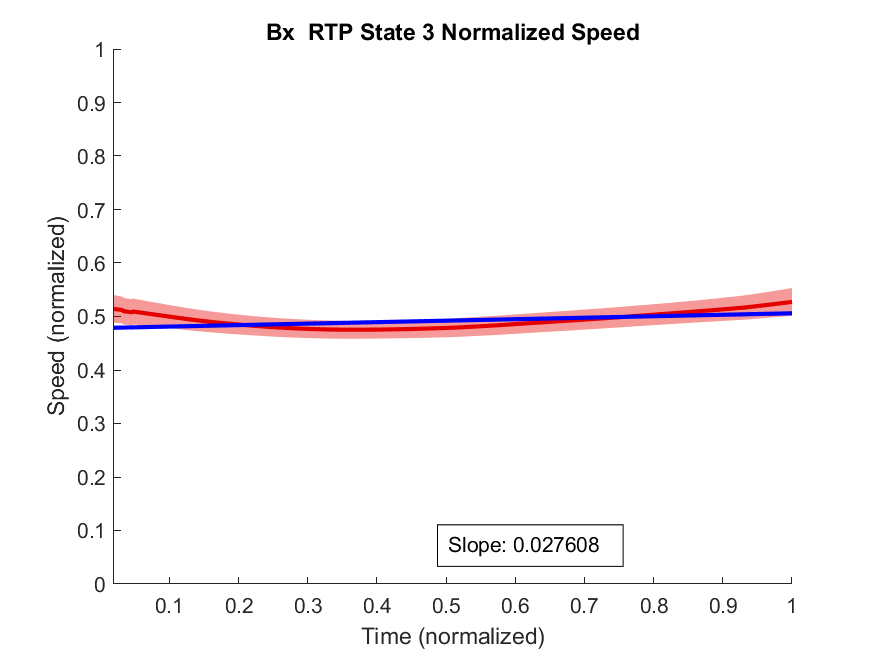 Bx  RTP State 3 Normalized Speed
1
0.9
0.8
0.7
0.6
0.5
0.4
0.3
0.2
0.1
0
Speed (normalized)
Slope: 0.027608
0.1 0.2 0.3 0.4 0.5 0.6 0.7 0.8 0.9 1
Time (normalized)